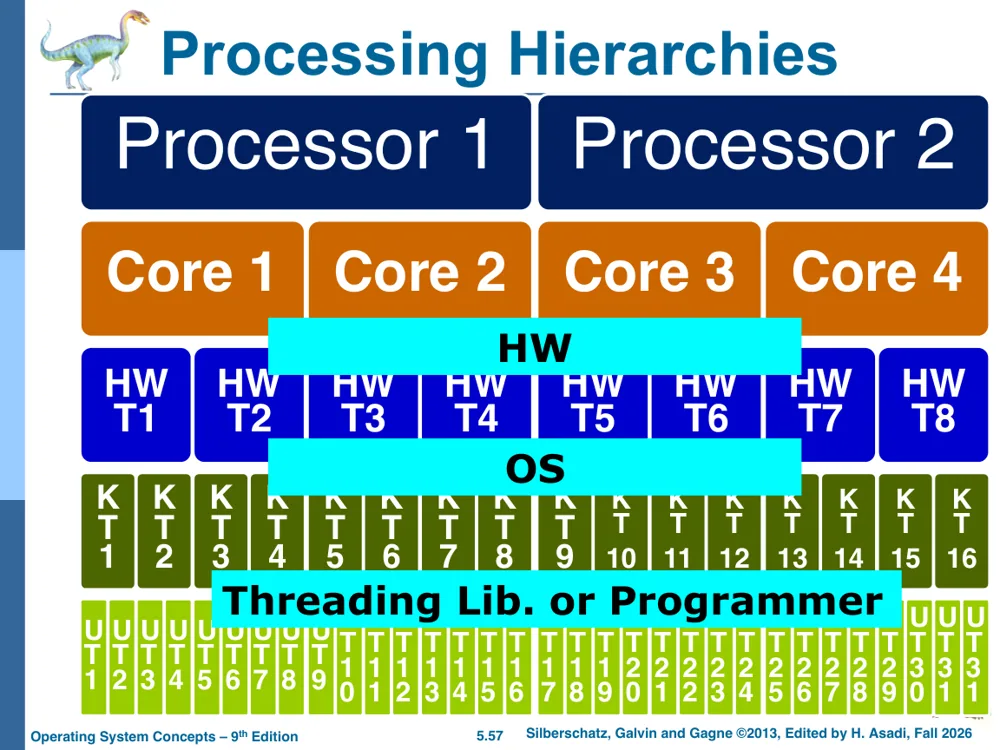 Processing Hierarchies
Processor 1 Processor 2
Core 1 Core 2 Core 3 Core 4
HW
HW HW HW HW HW HW HW HW
T1 T2 T3 T4 T5 T6 T7 T8
OS
K K K K K K K K K K K K K K K K
T T T T T T T T T T T T T T T T
1 2 3 4 5 6 7 8 9 10 11 12 13 14 15 16
Threading Lib. or Programmer
U U U U U U U U U U U U
T T T T T T T T T T T T T T T T T T T T T T T T T T T T T T T T
1 2 3 4 5 6 7 8 9 10 11 12 13 14 15 16 17 18 19 20 21 22 23 24 25 26 27 28 29 30 31 31
Operating System Concepts – 9th Edition
5.57
Silberschatz, Galvin and Gagne ©2013, Edited by H. Asadi, Fall 2026